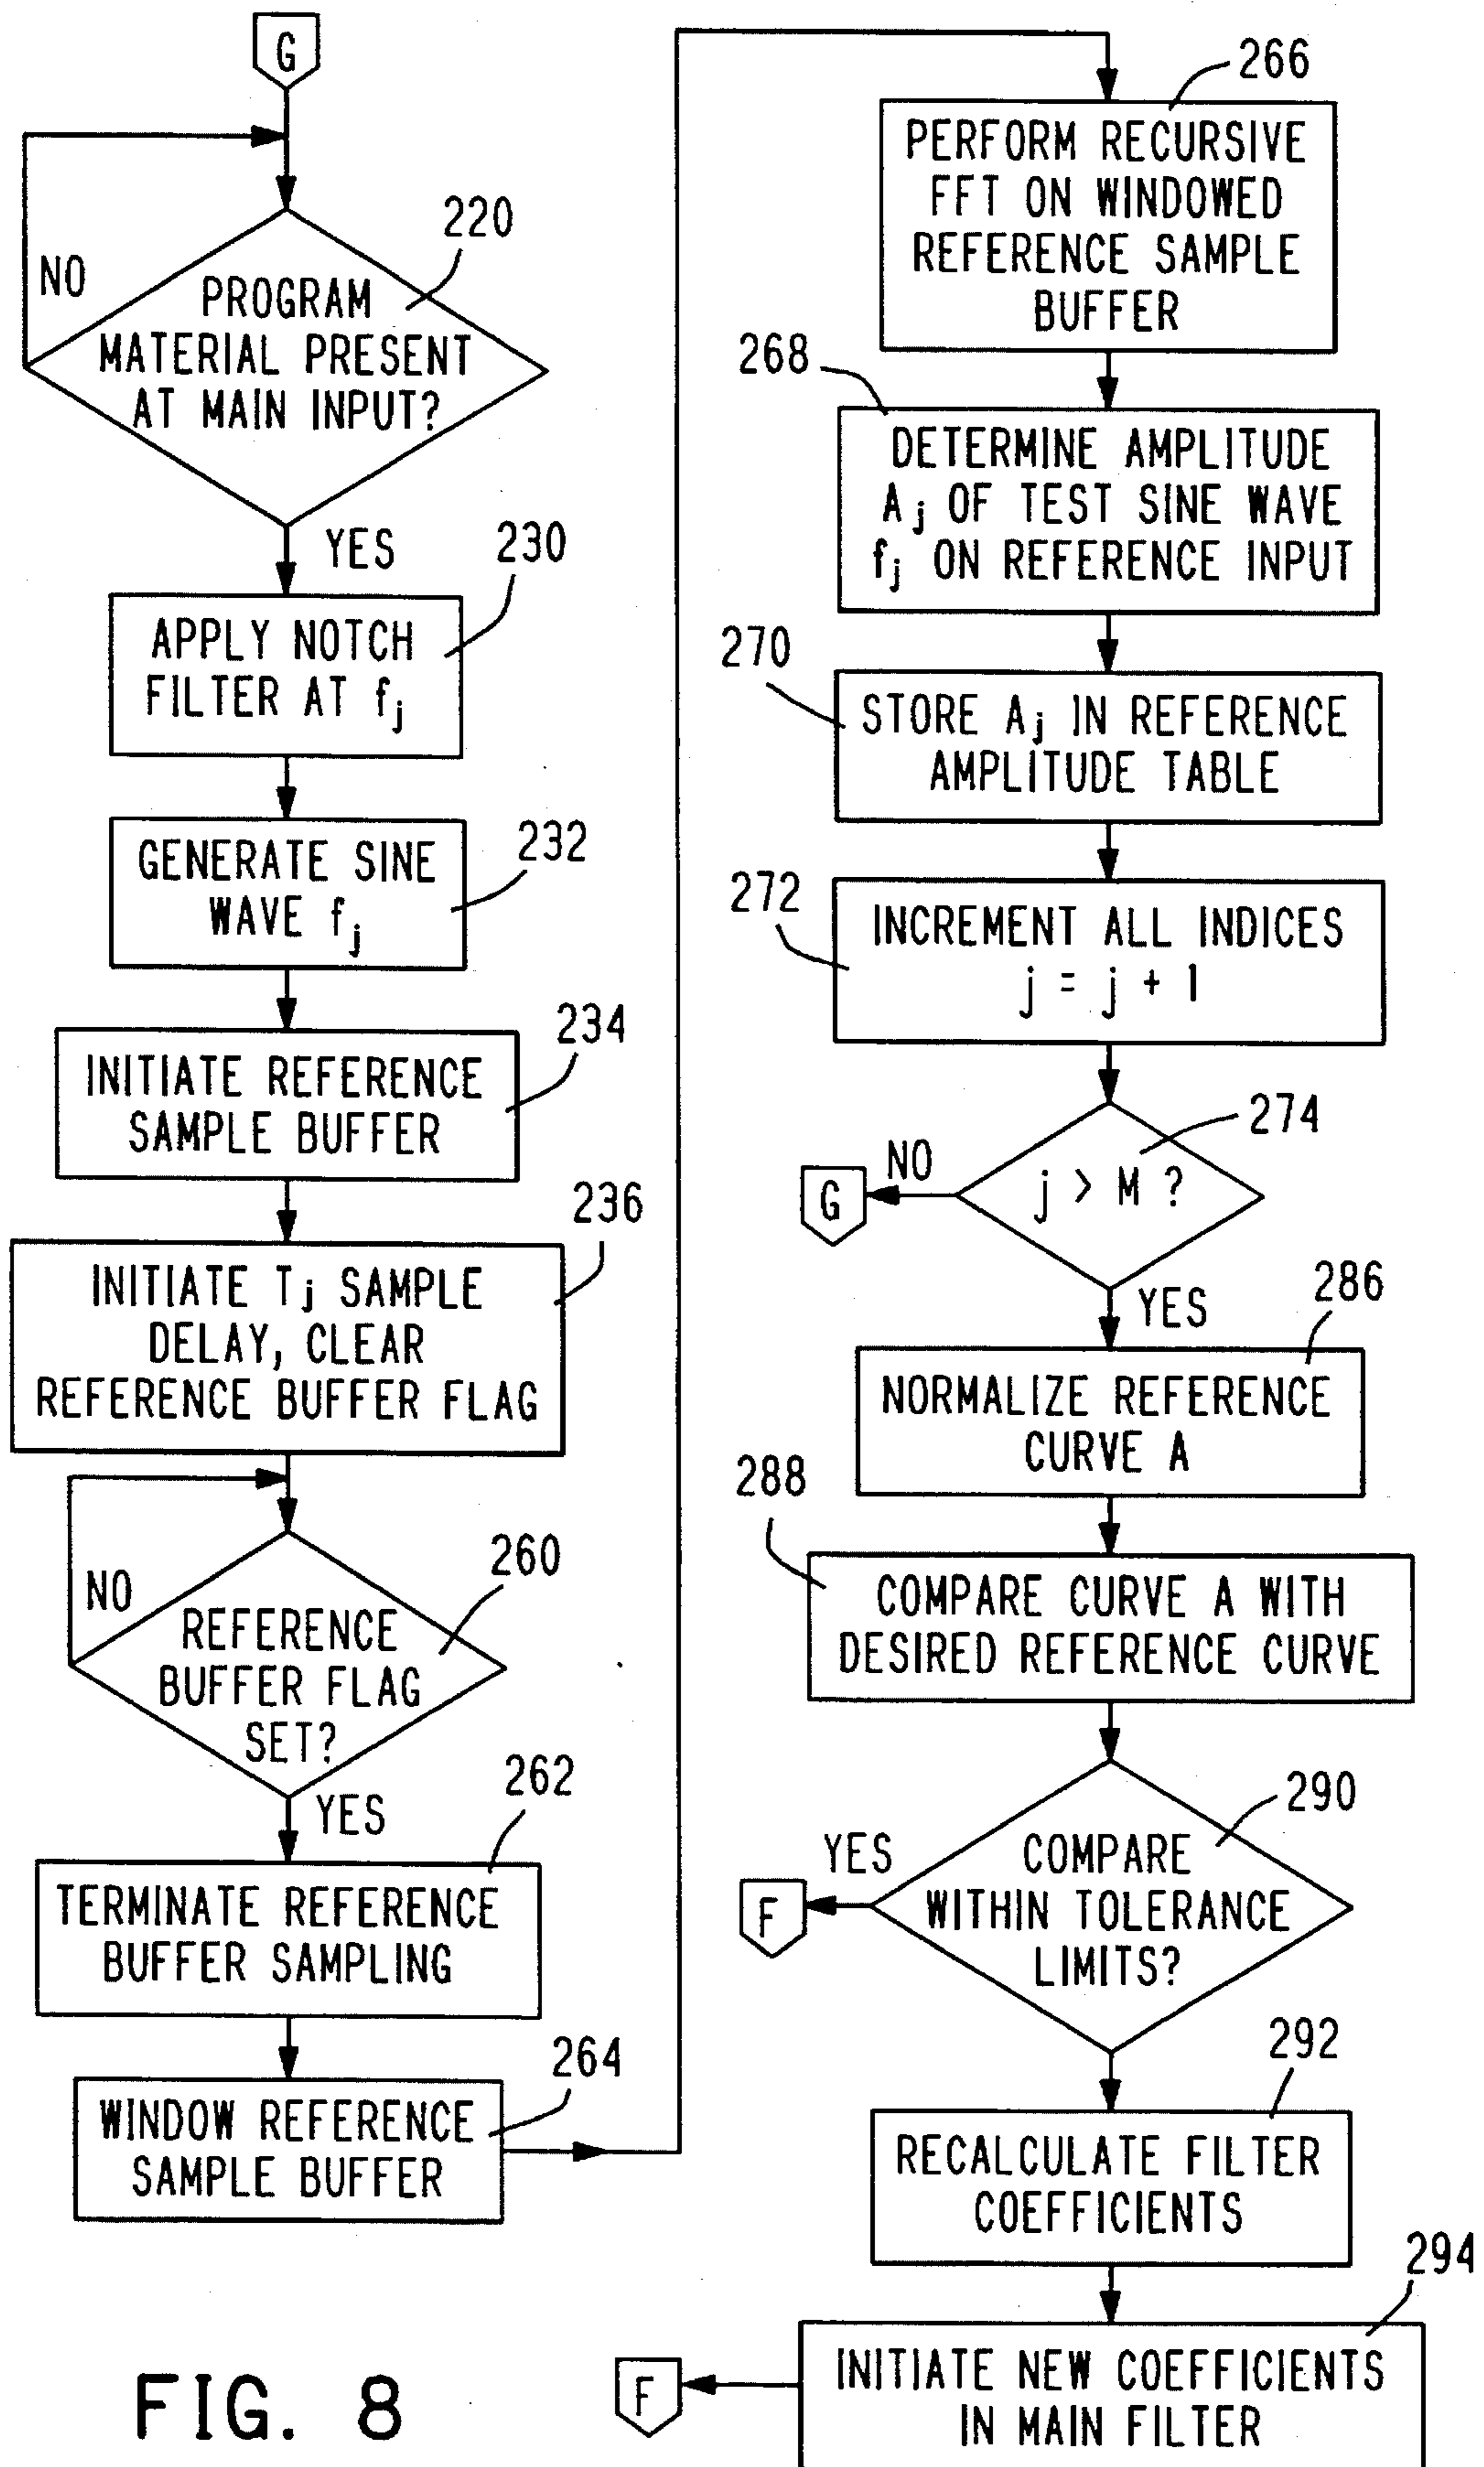 G
220
NO
PROGRAM
MATERIAL PRESENT
AT MAIN INPUT?
YES
230
APPLY NOTCH
FILTER AT fj
232
GENERATE SINE
WAVE fj
234
INITIATE REFERENCE
SAMPLE BUFFER
236
INITIATE Tj SAMPLE
DELAY, CLEAR
REFERENCE BUFFER FLAG
260
NO
REFERENCE
BUFFER FLAG
SET?
262
YES
TERMINATE REFERENCE
BUFFER SAMPLING
264
WINDOW REFERENCE
SAMPLE BUFFER
266
PERFORM RECURSIVE
FFT ON WINDOWED
REFERENCE SAMPLE
BUFFER
268
DETERMINE AMPLITUDE
Aj OF TEST SINE WAVE
fj ON REFERENCE INPUT
270
STORE Aj IN REFERENCE
AMPLITUDE TABLE
272
INCREMENT ALL INDICES
j = j + 1
274
NO
G
j > M ?
YES
286
NORMALIZE REFERENCE
CURVE A
288
COMPARE CURVE A WITH
DESIRED REFERENCE CURVE
290
YES
F
COMPARE
WITHIN TOLERANCE
LIMITS?
292
RECALCULATE FILTER
COEFFICIENTS
294
F
INITIATE NEW COEFFICIENTS
IN MAIN FILTER
FIG. 8